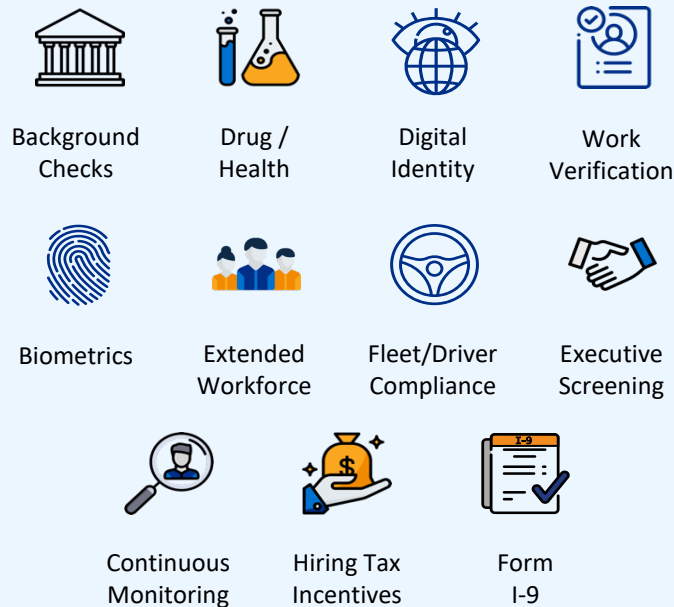 Background
Checks
Drug /
Health
Digital
Identity
Work
Verification
Biometrics
Extended
Workforce
Fleet/Driver
Compliance
Executive
Screening
$
I-9
Continuous
Monitoring
Hiring Tax
Incentives
Form
I-9